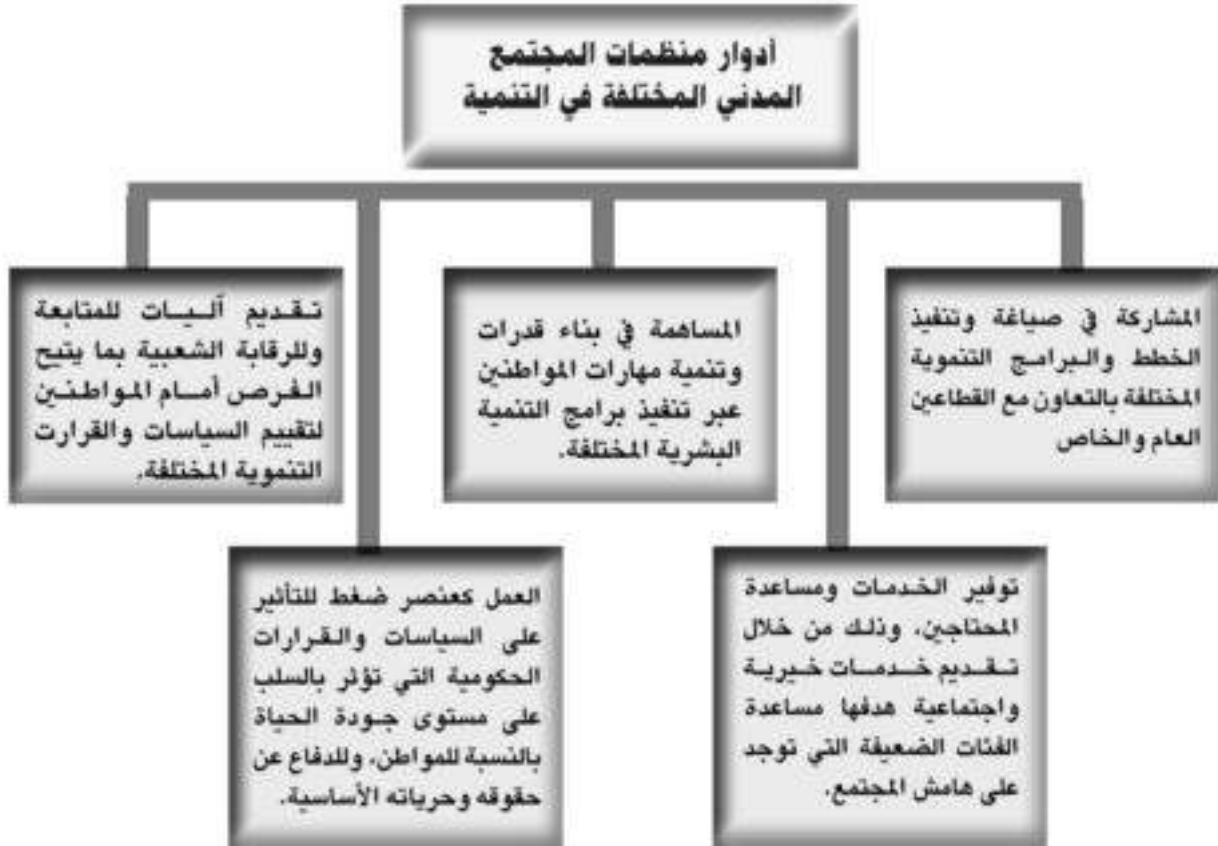 أدوار منظمات المجتمع
المدني المختلفة في التنمية
المشاركة في صياغة وتنفيذ
الخطط والبرامج التنموية
المختلفة بالتعاون مع القطاعين
العام والخاص
توفير الخدمات ومساعدة
المحتاجين، وذلك من خلال
تقديم خدمات خيرية
واجتماعية هدفها مساعدة
الفئات الضعيفة التي توجد
على هامش المجتمع.
المساهمة في بناء قدرات
وتنمية مهارات المواطنين
عبر تنفيذ برامج التنمية
البشرية المختلفة.
العمل كعنصر ضغط للتأثير
على السياسات والقرارات
الحكومية التي تؤثر بالسلب
على مستوى جودة الحياة
بالنسبة للمواطن، وللدفاع عن
حقوقه وحرياته الأساسية.
تقديم آليات للمتابعة
وللرقابة الشعبية بما يتيح
الفرص أمام المواطنين
لتقييم السياسات والقرارت
التنموية المختلفة.